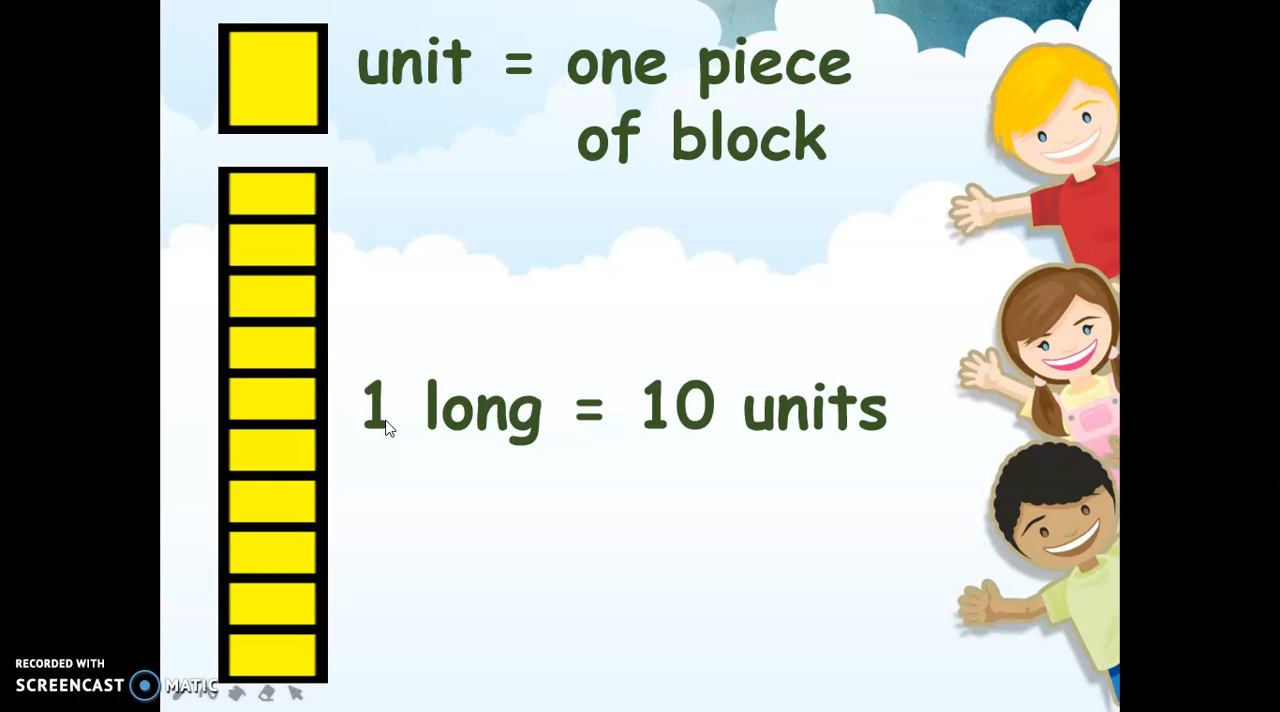 unit = one piece
of block
1 long = 10 units
RECORDED WITH
SCREENCAST MATIC